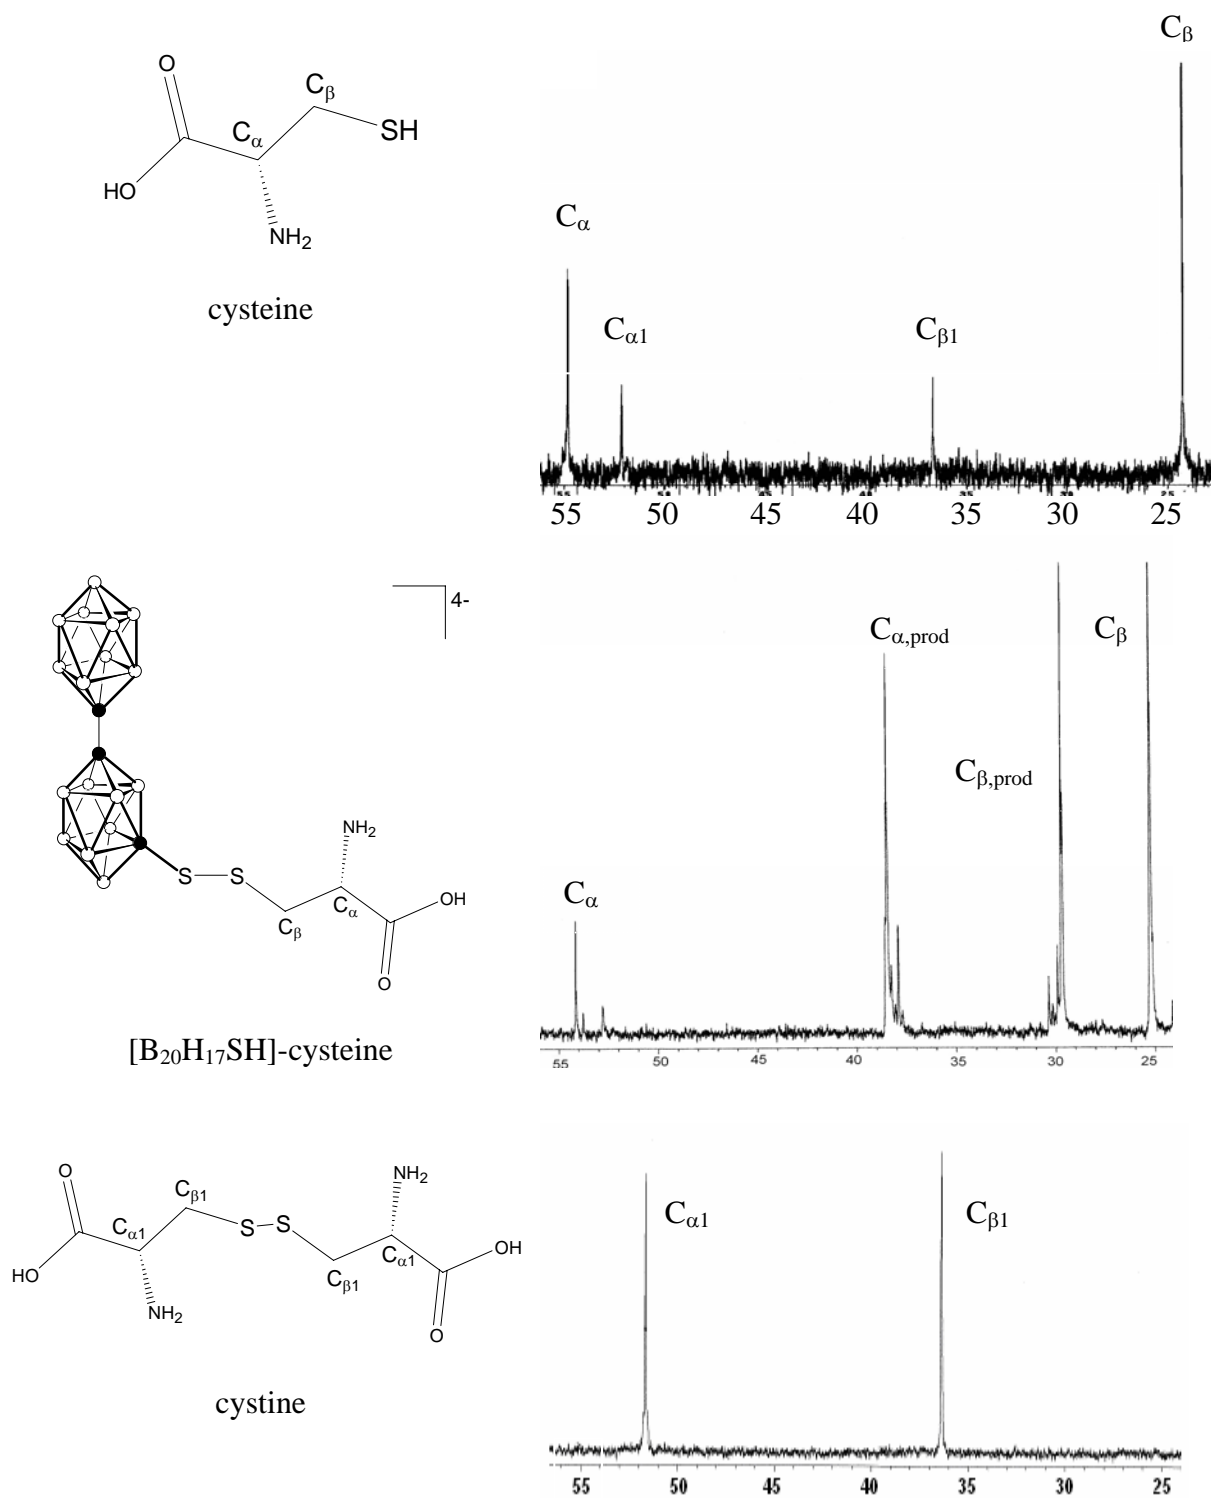 O
Cβ
SH
Cα
HO
NH2
cysteine
Cβ
Cα
Cα1
Cβ1
55 50 45 40 35 30 25
4-
NH2
S S
OH
Cα
Cβ
O
[B20H17SH]-cysteine
Cα,prod
Cβ
Cβ,prod
Cα
55 50 45 40 35 30 25
O
NH2
Cβ1
Cα1
S S
OH
Cα1
HO
Cβ1
NH2
O
cystine
Cα1
Cβ1
55 50 45 40 35 30 25